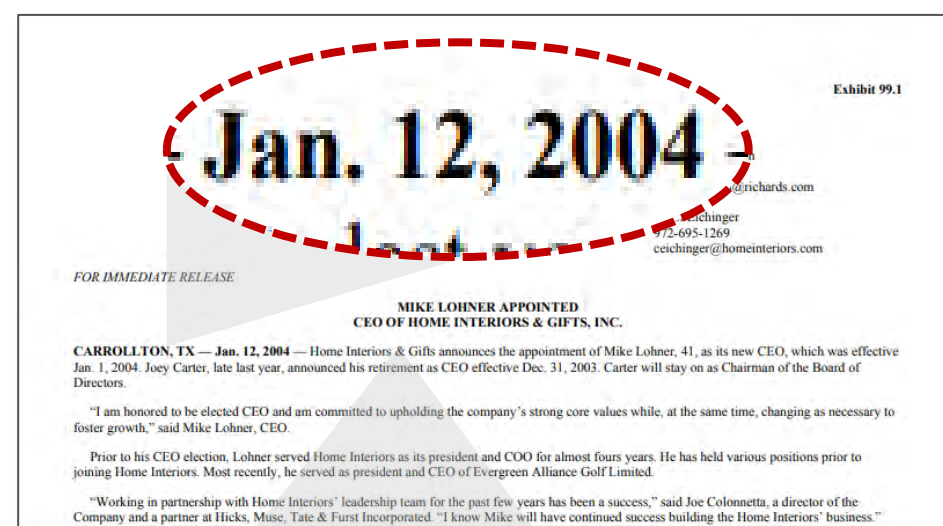 Exhibit 99.1
- Jan. 12, 2004 -
@richards.com
Eichinger
972-695-1269
ceichinger@homeinteriors.com
FOR IMMEDIATE RELEASE
MIKE LOHNER APPOINTED
CEO OF HOME INTERIORS & GIFTS, INC.
CARROLLTON, TX — Jan. 12, 2004 — Home Interiors & Gifts announces the appointment of Mike Lohner, 41, as its new CEO, which was effective
Jan. 1, 2004. Joey Carter, late last year, announced his retirement as CEO effective Dec. 31, 2003. Carter will stay on as Chairman of the Board of
Directors.
“I am honored to be elected CEO and am committed to upholding the company’s strong core values while, at the same time, changing as necessary to
foster growth,” said Mike Lohner, CEO.
Prior to his CEO election, Lohner served Home Interiors as its president and COO for almost fours years. He has held various positions prior to
joining Home Interiors. Most recently, he served as president and CEO of Evergreen Alliance Golf Limited.
“Working in partnership with Home Interiors’ leadership team for the past few years has been a success,” said Joe Colonnetta, a director of the
Company and a partner at Hicks, Muse, Tate & Furst Incorporated. “I know Mike will have continued success building the Home Interiors’ business.”